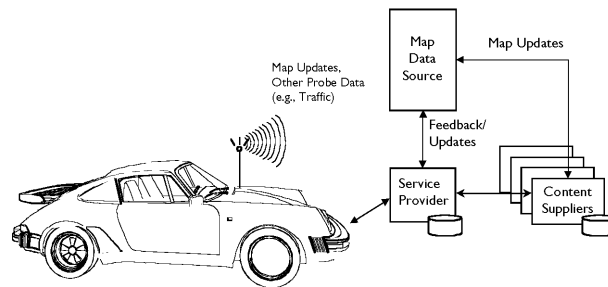 Map
Data
Source
Map Updates
Map Updates,
Other Probe Data
(e.g., Traffic)
Feedback/
Updates
Service
Provider
Content
Suppliers